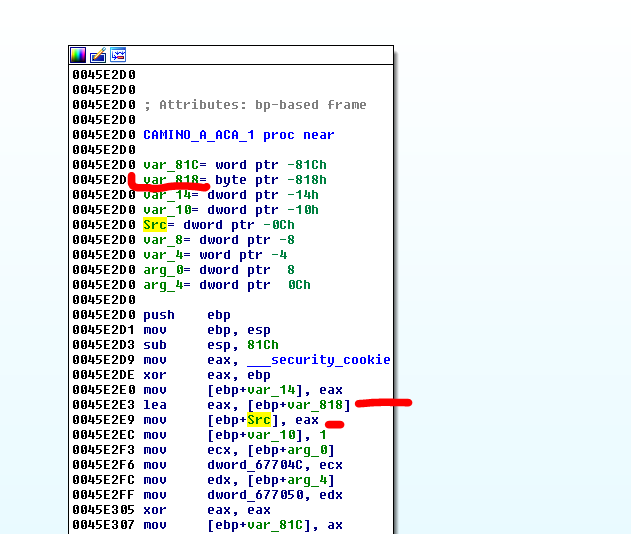 0045E2D0
0045E2D0
0045E2D0 ; Attributes: bp-based frame
0045E2D0
0045E2D0 CAMINO_A_ACA_1 proc near
0045E2D0
0045E2D0 var_81C= word ptr -81Ch
0045E2D0 var_818= byte ptr -818h
0045E2D0 var_14= dword ptr -14h
0045E2D0 var_10= dword ptr -10h
0045E2D0 Src= dword ptr -0Ch
0045E2D0 var_8= dword ptr -8
0045E2D0 var_4= word ptr -4
0045E2D0 arg_0= dword ptr  8
0045E2D0 arg_4= dword ptr  0Ch
0045E2D0
0045E2D0 push    ebp
0045E2D1 mov     ebp, esp
0045E2D3 sub     esp, 81Ch
0045E2D9 mov     eax, ___security_cookie
0045E2DE xor     eax, ebp
0045E2E0 mov     [ebp+var_14], eax
0045E2E3 lea     eax, [ebp+var_818]
0045E2E9 mov     [ebp+Src], eax
0045E2EC mov     [ebp+var_10], 1
0045E2F3 mov     ecx, [ebp+arg_0]
0045E2F6 mov     dword_67704C, ecx
0045E2FC mov     edx, [ebp+arg_4]
0045E2FF mov     dword_677050, edx
0045E305 xor     eax, eax
0045E307 mov     [ebp+var_81C], ax